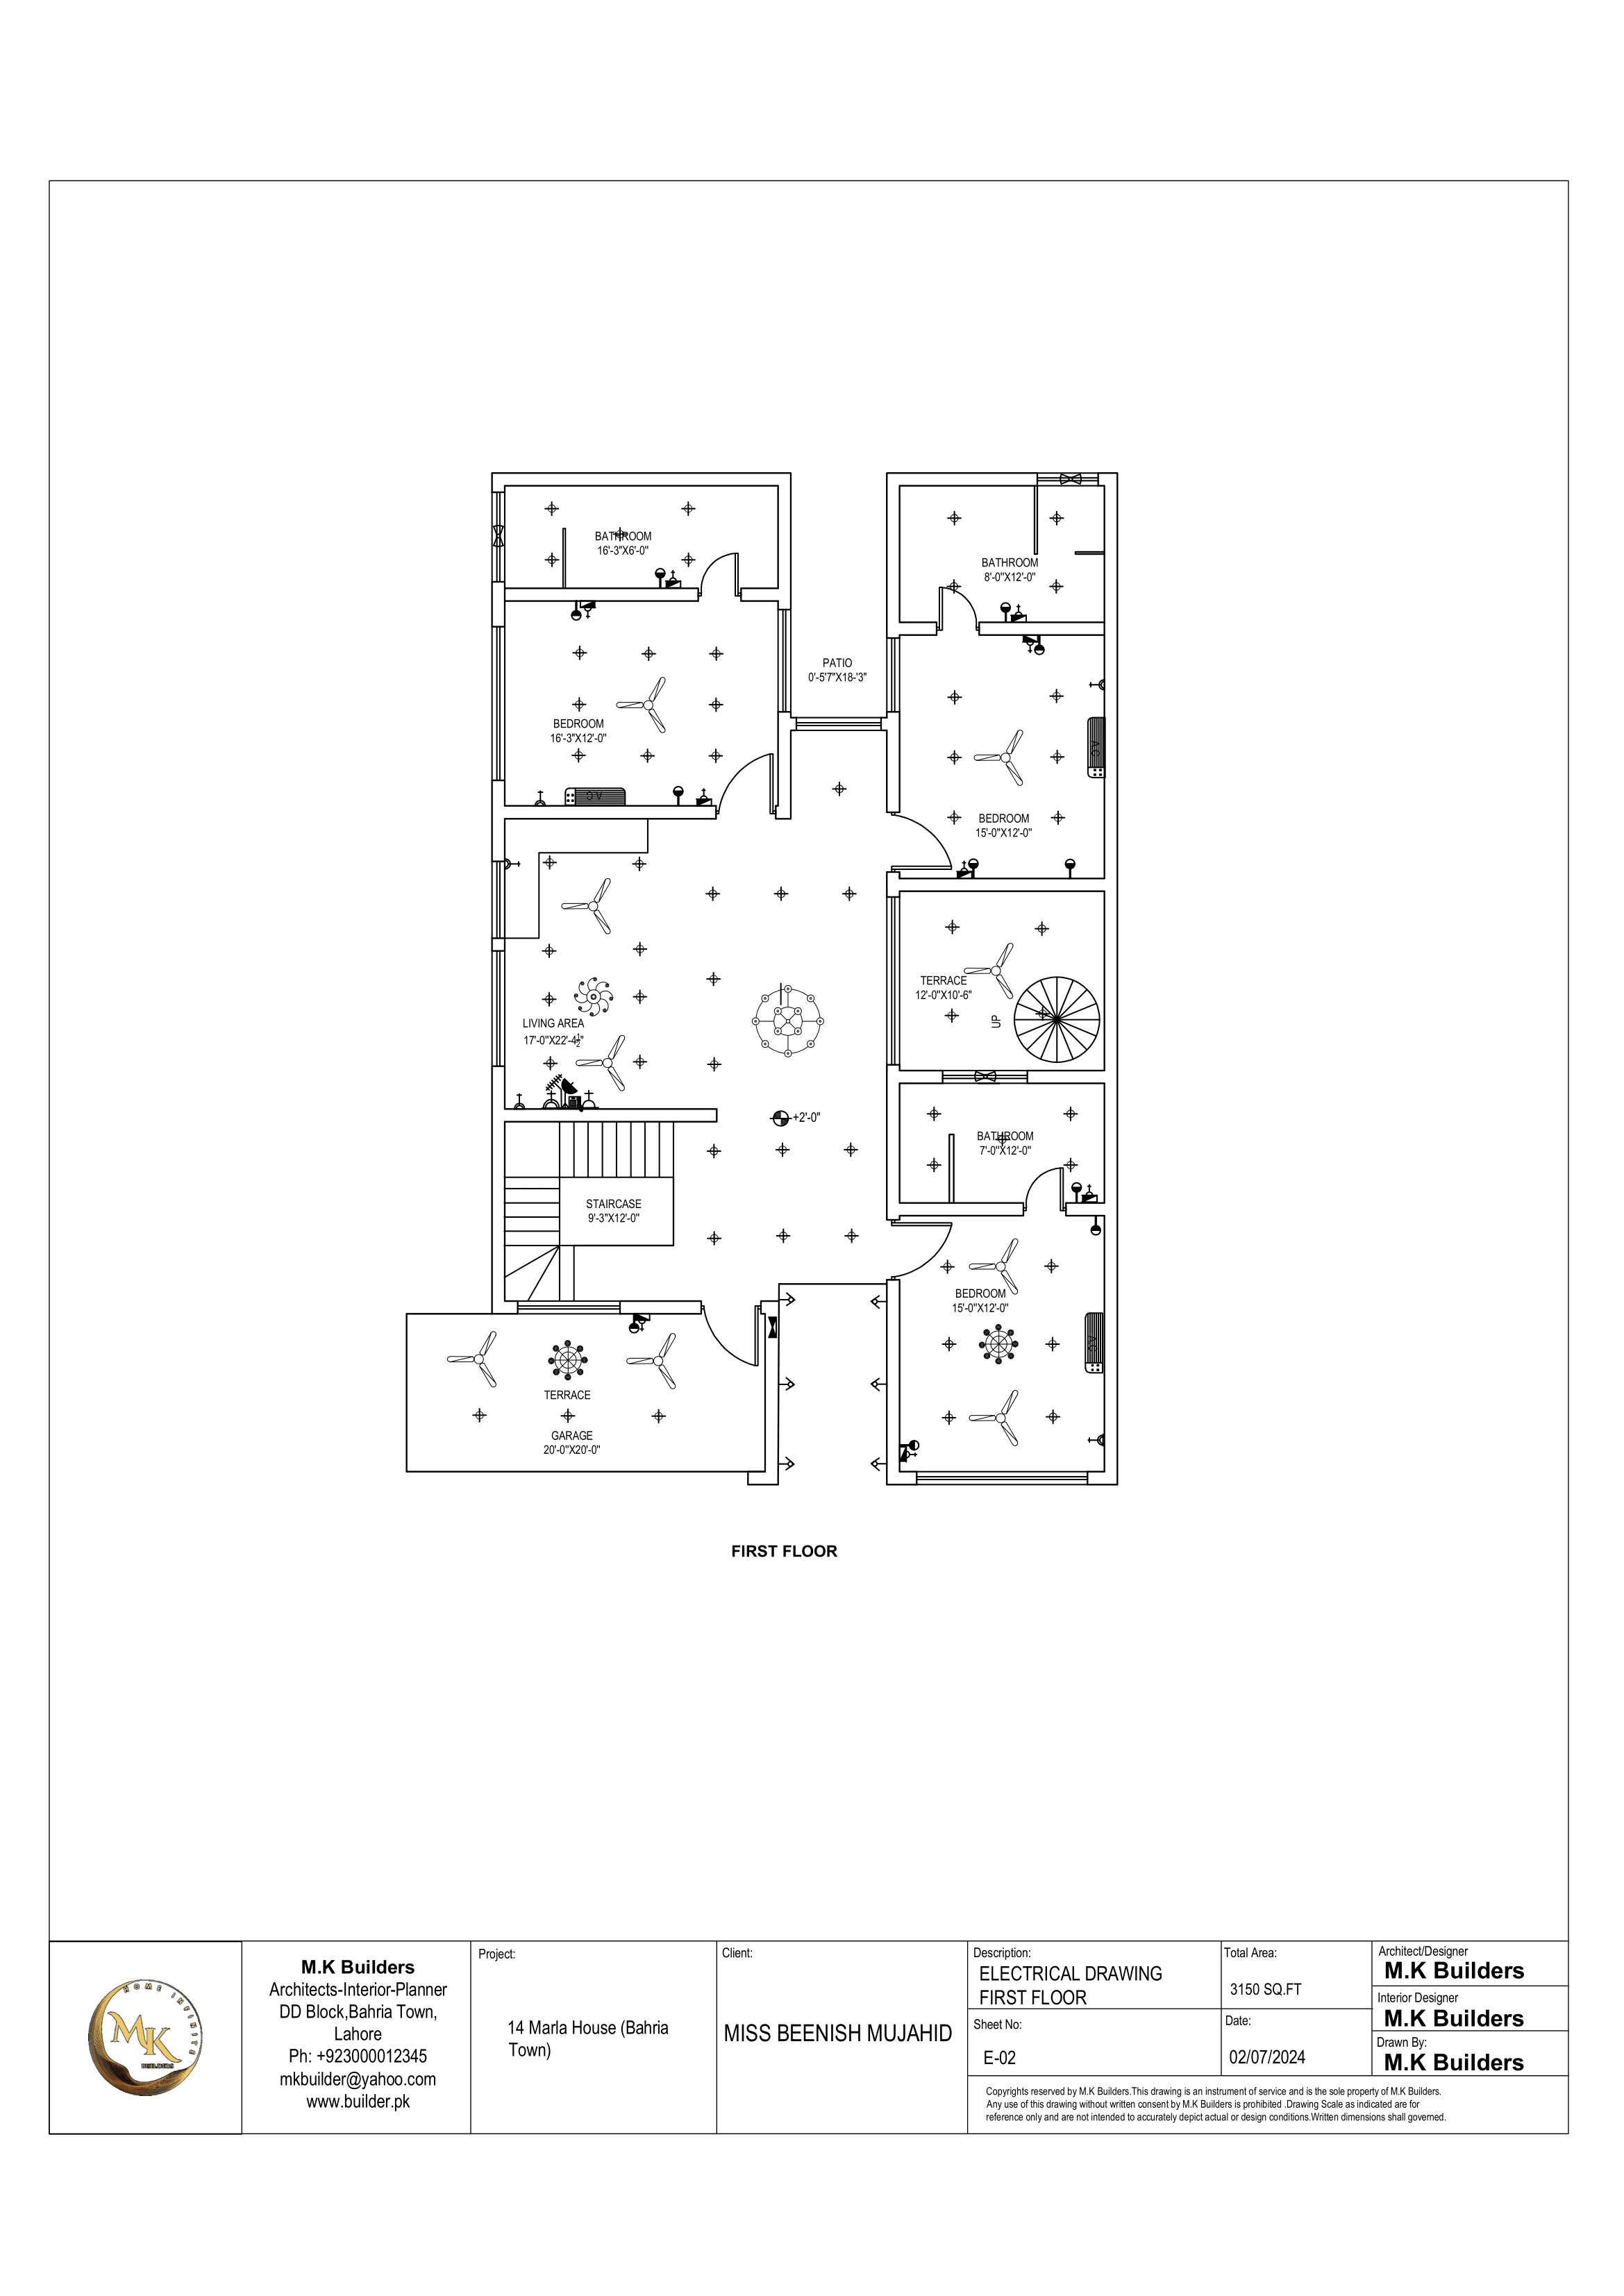 BATHROOM
16'-3"X6'-0"
BATHROOM
8'-0"X12'-0"
PATIO
0'-5'7"X18-'3"
BEDROOM
16'-3"X12'-0"
A.C
A.C
BEDROOM
15'-0"X12'-0"
TERRACE
12'-0"X10'-6"
UP
LIVING AREA
17'-0"X22'-4½"
+2'-0"
BATHROOM
7'-0"X12'-0"
STAIRCASE
9'-3"X12'-0"
BEDROOM
15'-0"X12'-0"
A.C
TERRACE
GARAGE
20'-0"X20'-0"
FIRST FLOOR
HOME INFINITE
MK
BUILDERS
M.K Builders
Architects-Interior-Planner
DD Block,Bahria Town,
Lahore
Ph: +923000012345
mkbuilder@yahoo.com
www.builder.pk
Project:
14 Marla House (Bahria
Town)
Client:
MISS BEENISH MUJAHID
Description:
ELECTRICAL DRAWING
FIRST FLOOR
Sheet No:
E-02
Total Area:
3150 SQ.FT
Date:
02/07/2024
Architect/Designer
M.K Builders
Interior Designer
M.K Builders
Drawn By:
M.K Builders
Copyrights reserved by M.K Builders.This drawing is an instrument of service and is the sole property of M.K Builders.
Any use of this drawing without written consent by M.K Builders is prohibited .Drawing Scale as indicated are for
reference only and are not intended to accurately depict actual or design conditions.Written dimensions shall governed.